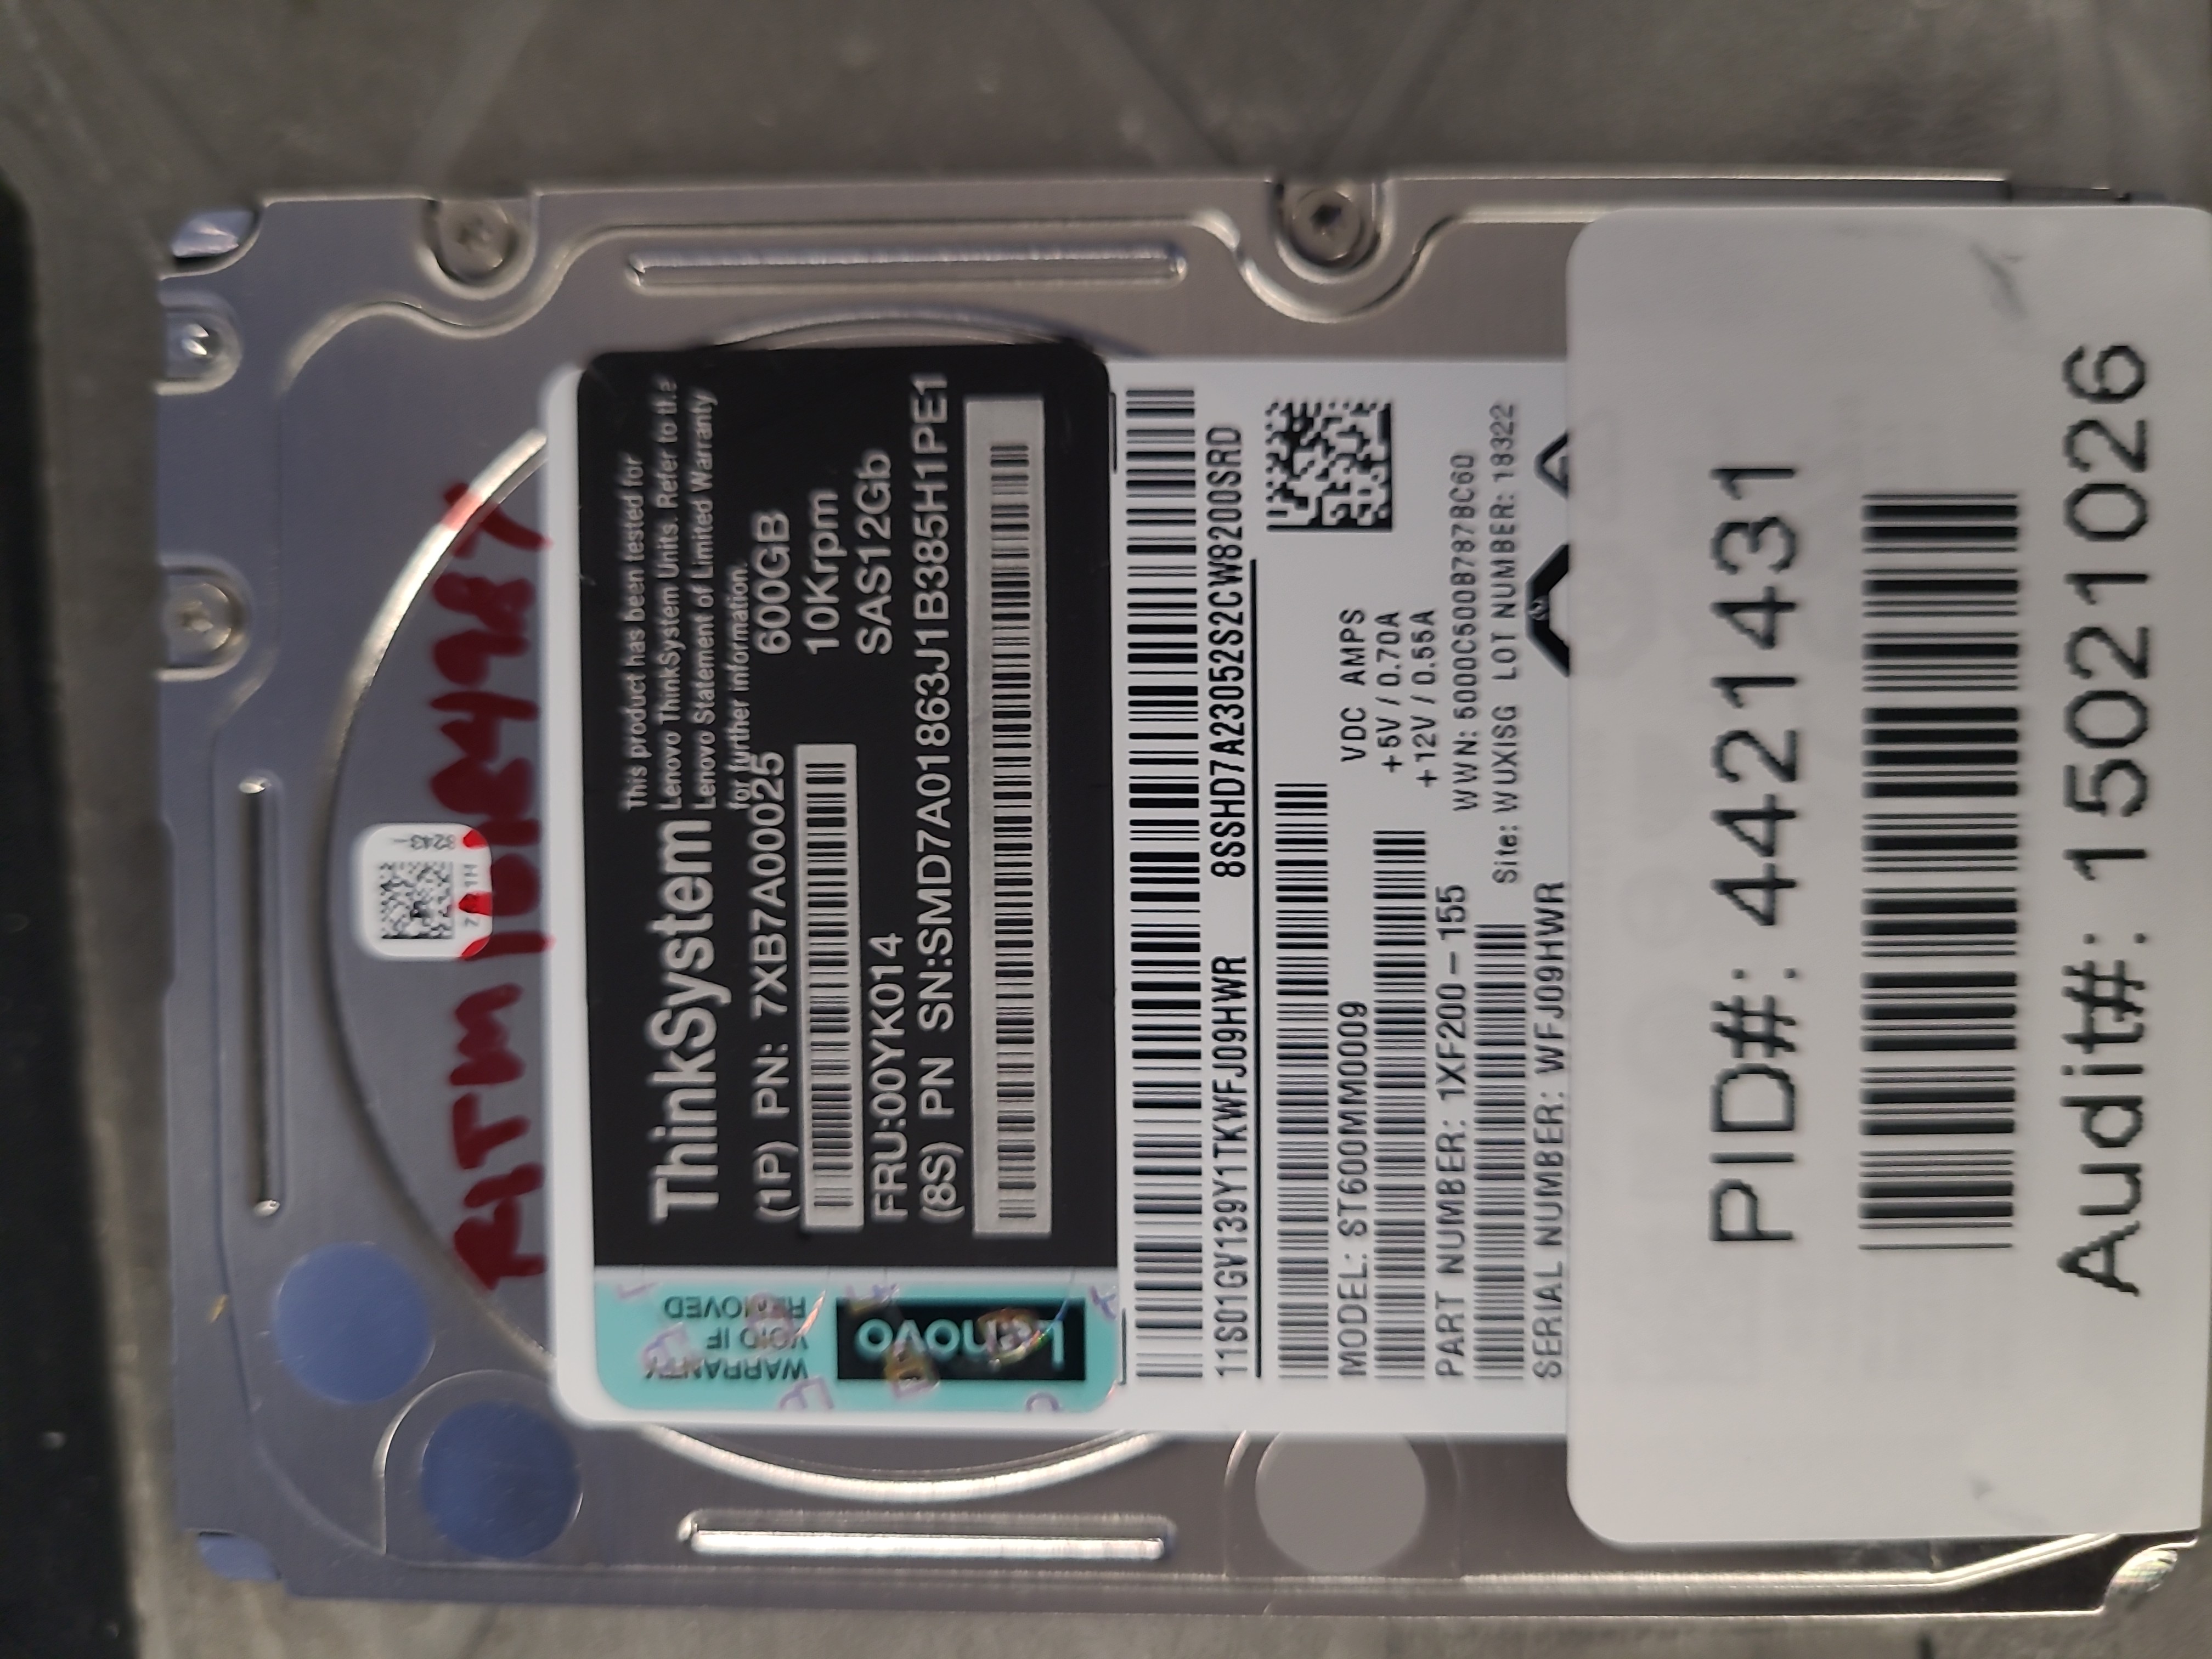 8243-
ThinkSystem
This product has been tested for
Lenovo ThinkSystem Units. Refer to the
Lenovo Statement of Limited Warranty
for further information.
WARRANTY
VOID IF
REMOVED
Lenovo
(1P) PN: 7XB7A00025
600GB
10Krpm
SAS12Gb
FRU:00YK014
(8S) PN SN:SMD7A01863J1B385H1PE1
11S01GV139Y1TKWFJ09HWR 8SSHD7A23052S2CW8200SRD
MODEL: ST600MM0009
VDC AMPS
+5V / 0.70A
+12V / 0.55A
PART NUMBER: 1XF200-155
WWN: 5000C500B787BC60
Site: WUXISG LOT NUMBER: 18322
SERIAL NUMBER: WFJ09HWR
PID#: 4421431
Audit#: 15021026